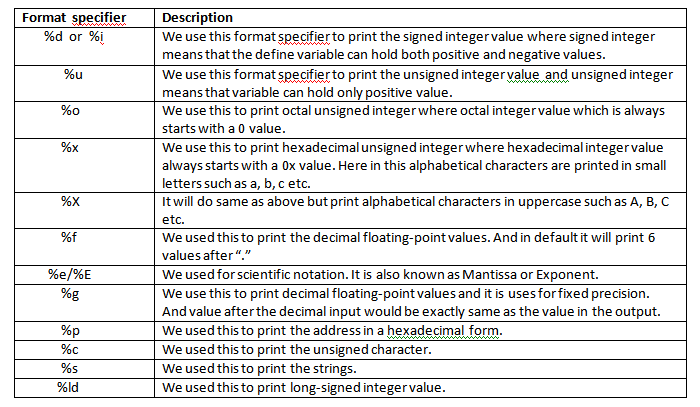 Format specifier Description
%d or %i We use this format specifier to print the signed integer value where signed integer
means that the define variable can hold both positive and negative values.
%u We use this format specifier to print the unsigned integer value and unsigned integer
means that variable can hold only positive value.
%o We use this to print octal unsigned integer where octal integer value which is always
starts with a 0 value.
%x We use this to print hexadecimal unsigned integer where hexadecimal integer value
always starts with a 0x value. Here in this alphabetical characters are printed in small
letters such as a, b, c etc.
%X It will do same as above but print alphabetical characters in uppercase such as A, B, C
etc.
%f We used this to print the decimal floating-point values. And in default it will print 6
values after “.”
%e/%E We used for scientific notation. It is also known as Mantissa or Exponent.
%g We use this to print decimal floating-point values and it is uses for fixed precision.
And value after the decimal input would be exactly same as the value in the output.
%p We used this to print the address in a hexadecimal form.
%c We used this to print the unsigned character.
%s We used this to print the strings.
%ld We used this to print long-signed integer value.